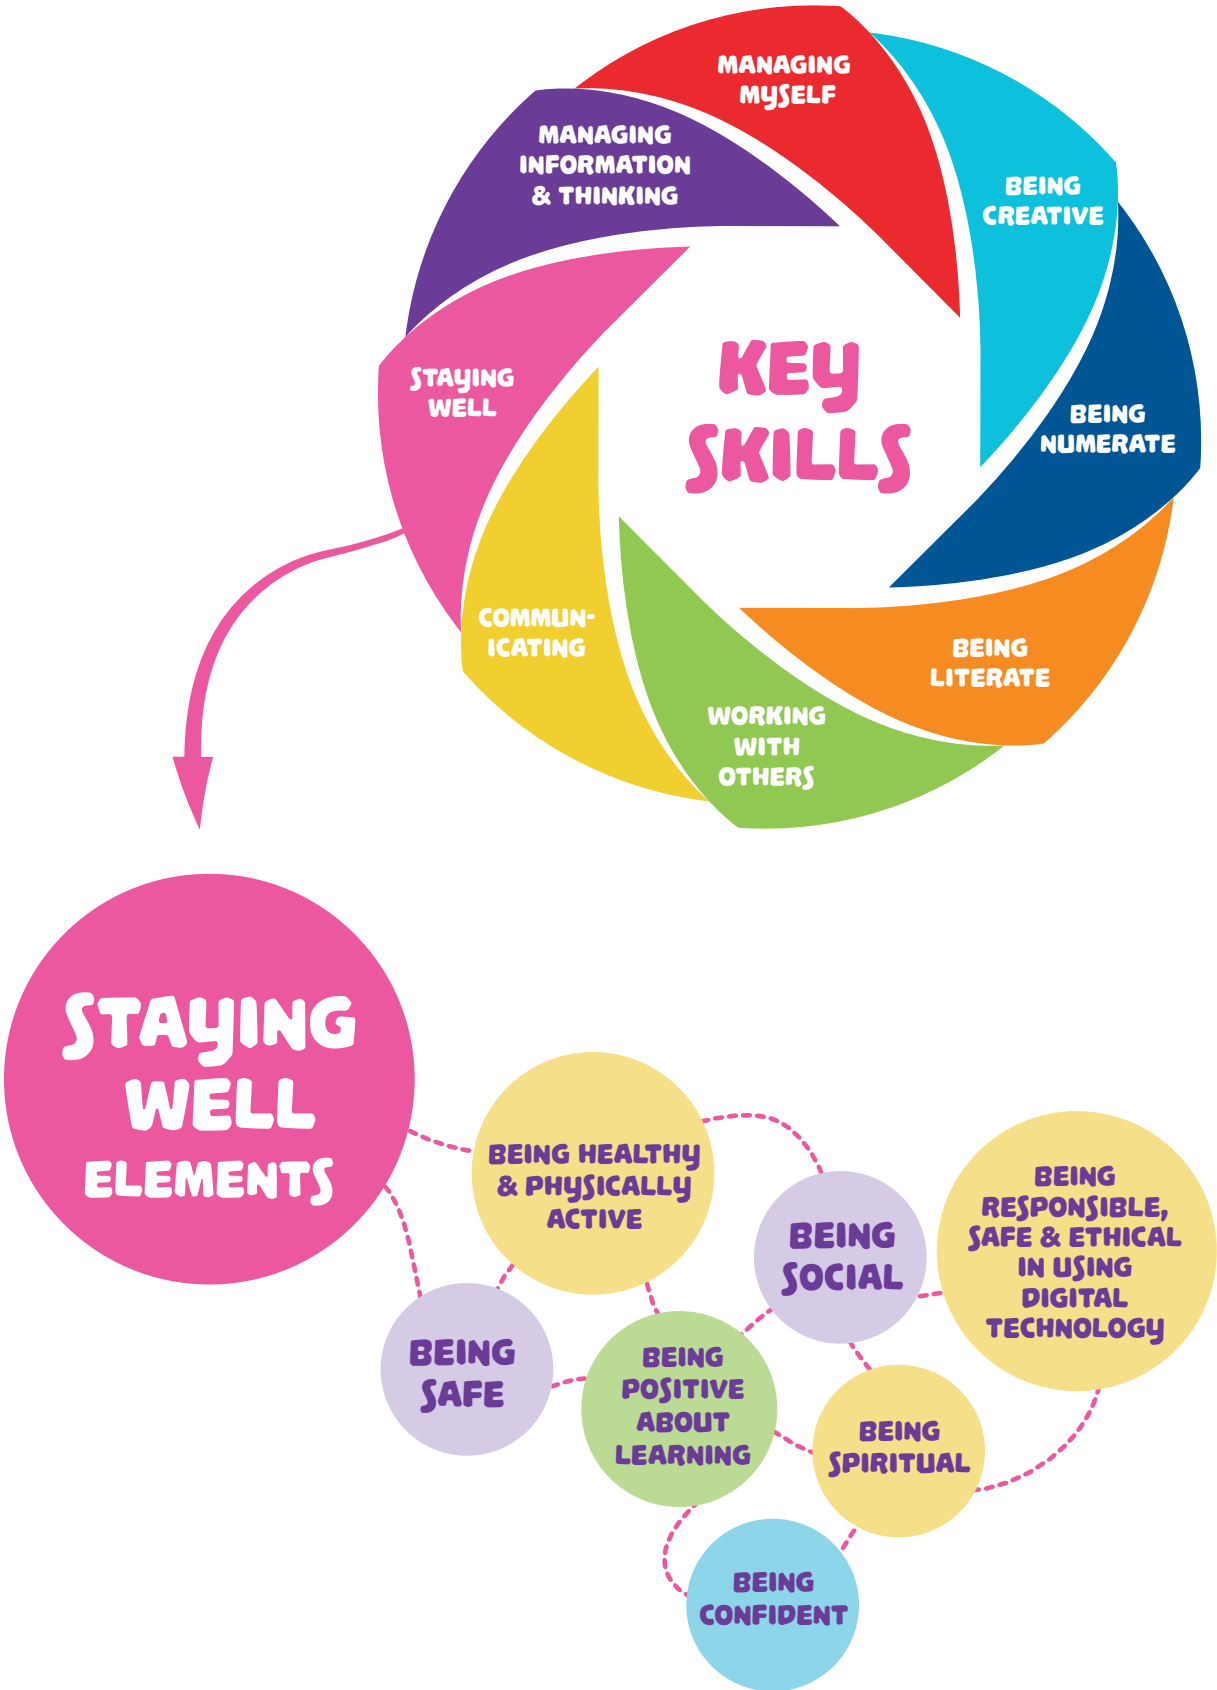 MANAGING
MYSELF
BEING
CREATIVE
BEING
NUMERATE
BEING
LITERATE
WORKING
WITH
OTHERS
COMMUN-
ICATING
STAYING
WELL
MANAGING
INFORMATION
& THINKING
KEY
SKILLS
STAYING
WELL
ELEMENTS
BEING HEALTHY
& PHYSICALLY
ACTIVE
BEING
SOCIAL
BEING
RESPONSIBLE,
SAFE & ETHICAL
IN USING
DIGITAL
TECHNOLOGY
BEING
SAFE
BEING
POSITIVE
ABOUT
LEARNING
BEING
SPIRITUAL
BEING
CONFIDENT